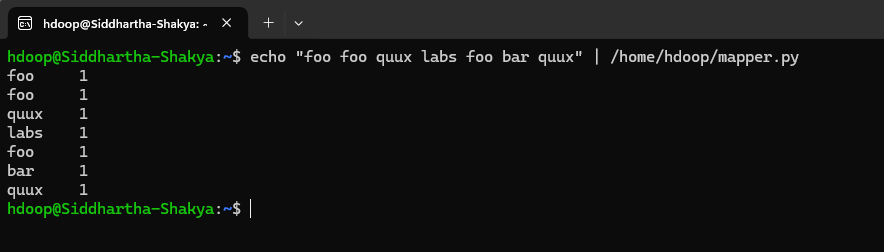 hdoop@Siddhartha-Shakya: ~
hdoop@Siddhartha-Shakya:~$ echo "foo foo quux labs foo bar quux" | /home/hdoop/mapper.py
foo	1
foo	1
quux	1
labs	1
foo	1
bar	1
quux	1
hdoop@Siddhartha-Shakya:~$